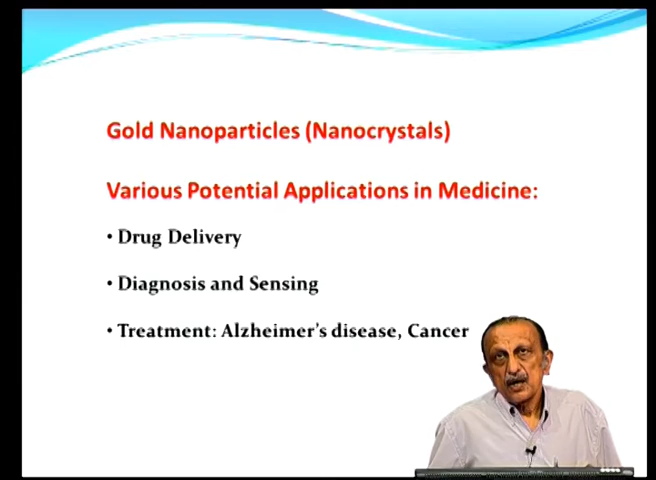 Gold Nanoparticles (Nanocrystals)
Various Potential Applications in Medicine:
• Drug Delivery
• Diagnosis and Sensing
• Treatment: Alzheimer's disease, Cancer